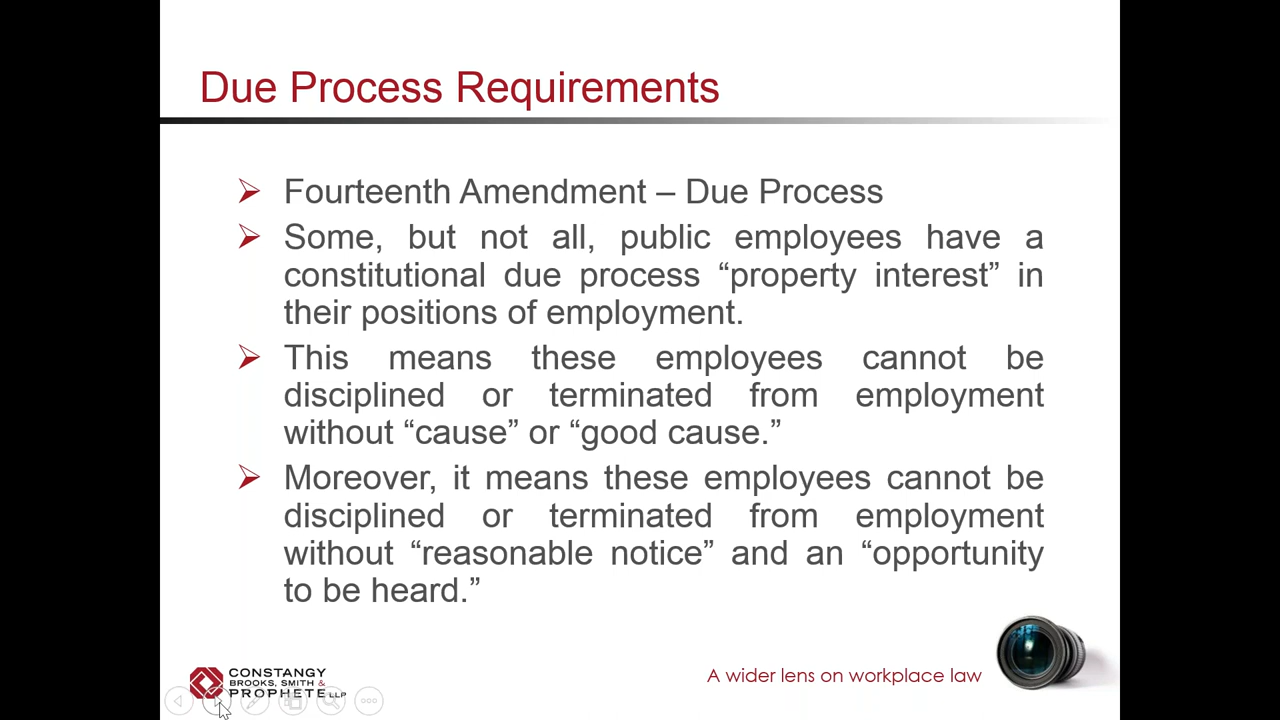 Due Process Requirements
Fourteenth Amendment – Due Process
Some, but not all, public employees have a
constitutional due process “property interest” in
their positions of employment.
This means these employees cannot be
disciplined or terminated from employment
without “cause” or “good cause.”
Moreover, it means these employees cannot be
disciplined or terminated from employment
without “reasonable notice” and an “opportunity
to be heard.”
CONSTANGY
BROOKS, SMITH &
PROPHETE LLP
A wider lens on workplace law